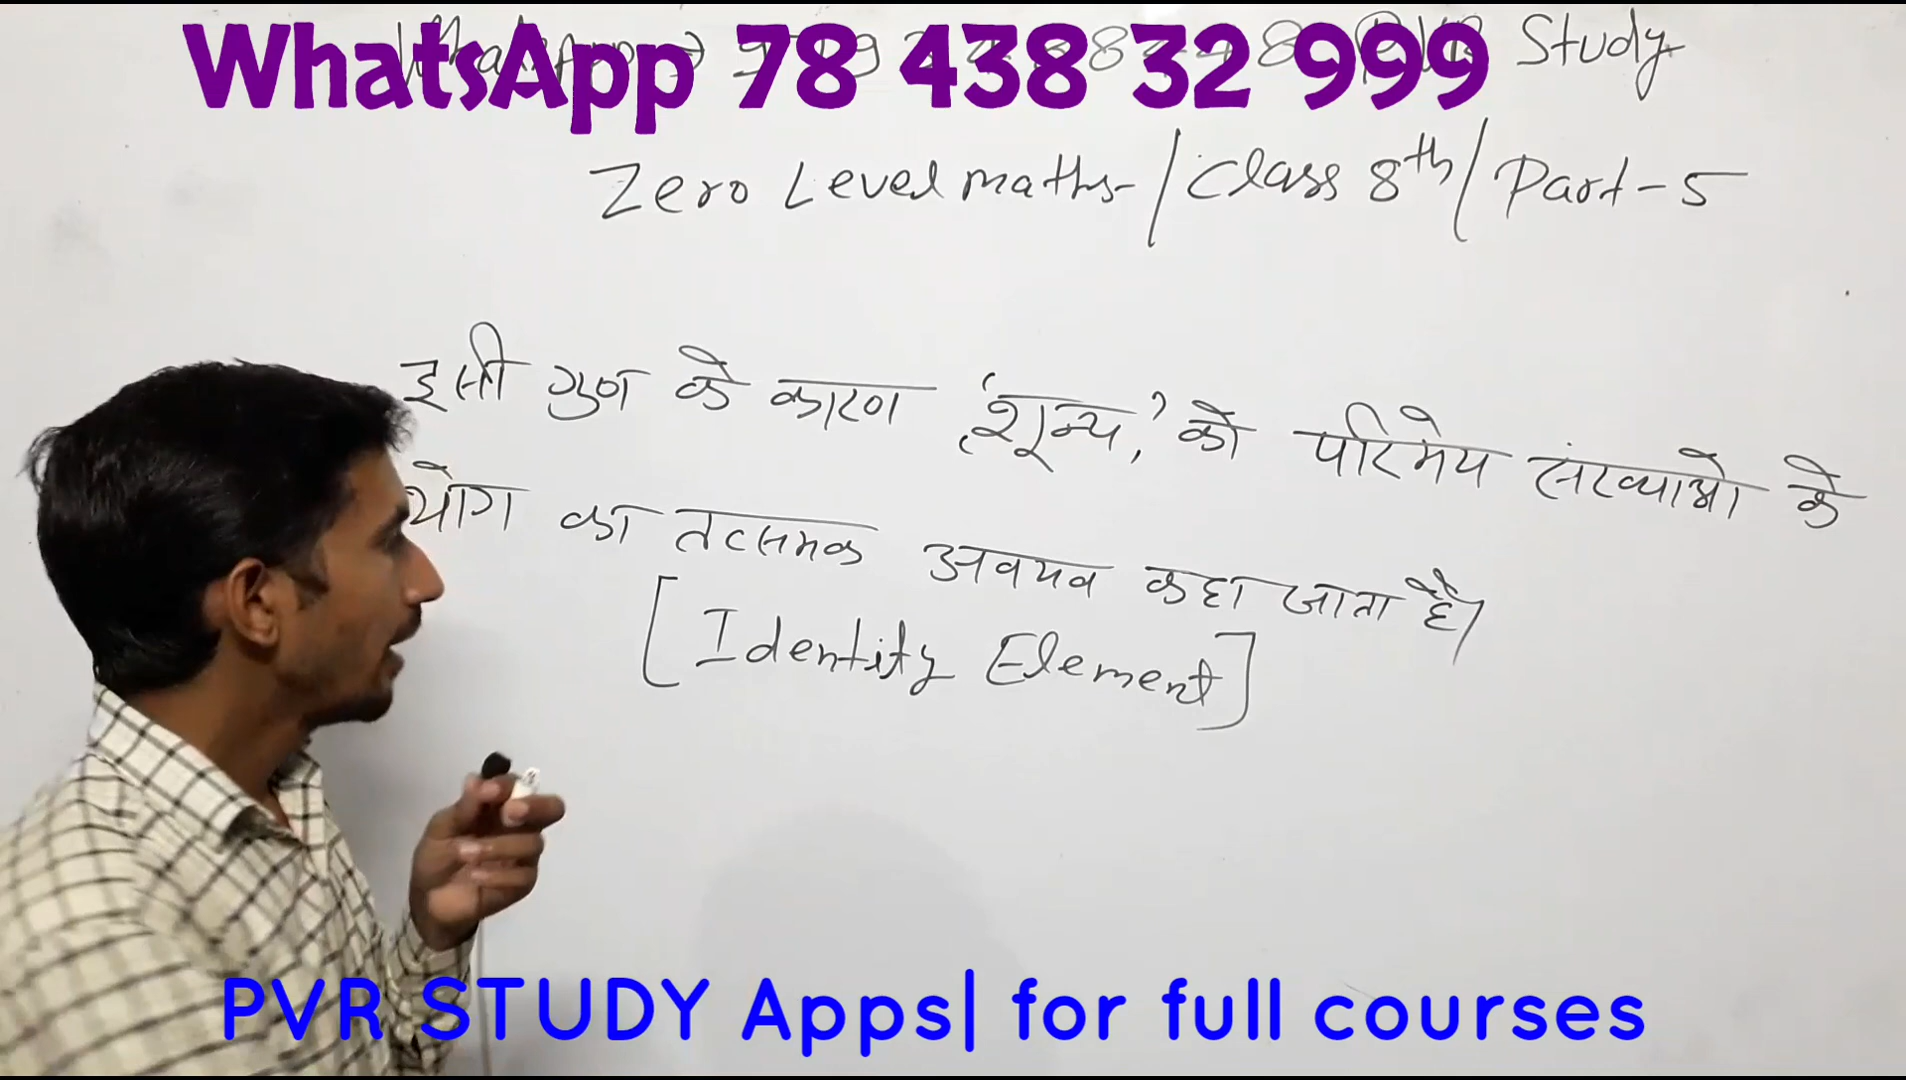 WhatsApp 78 438 32 999
Study
Zero Level maths / Class 8th / Part-5
इसी गुण के कारण ‘शून्य’ को परिमेय संख्याओ के
योग का तत्समक अवयव कहा जाता है।
[Identity Element]
PVR STUDY Apps| for full courses